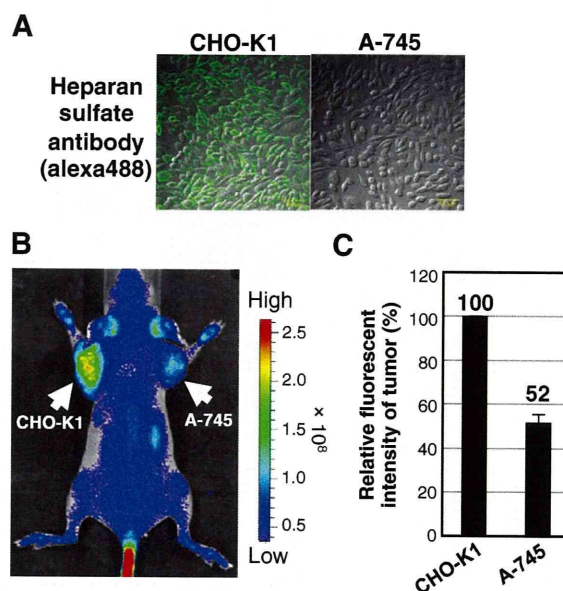 A
CHO-K1
A-745
Heparan
sulfate
antibody
(alexa488)
B
High
2.5
2.0
1.5
1.0
0.5
× 10⁸
Low
CHO-K1
A-745
C
Relative fluorescent
intensity of tumor (%)
120
100
80
60
40
20
0
100
52
CHO-K1
A-745